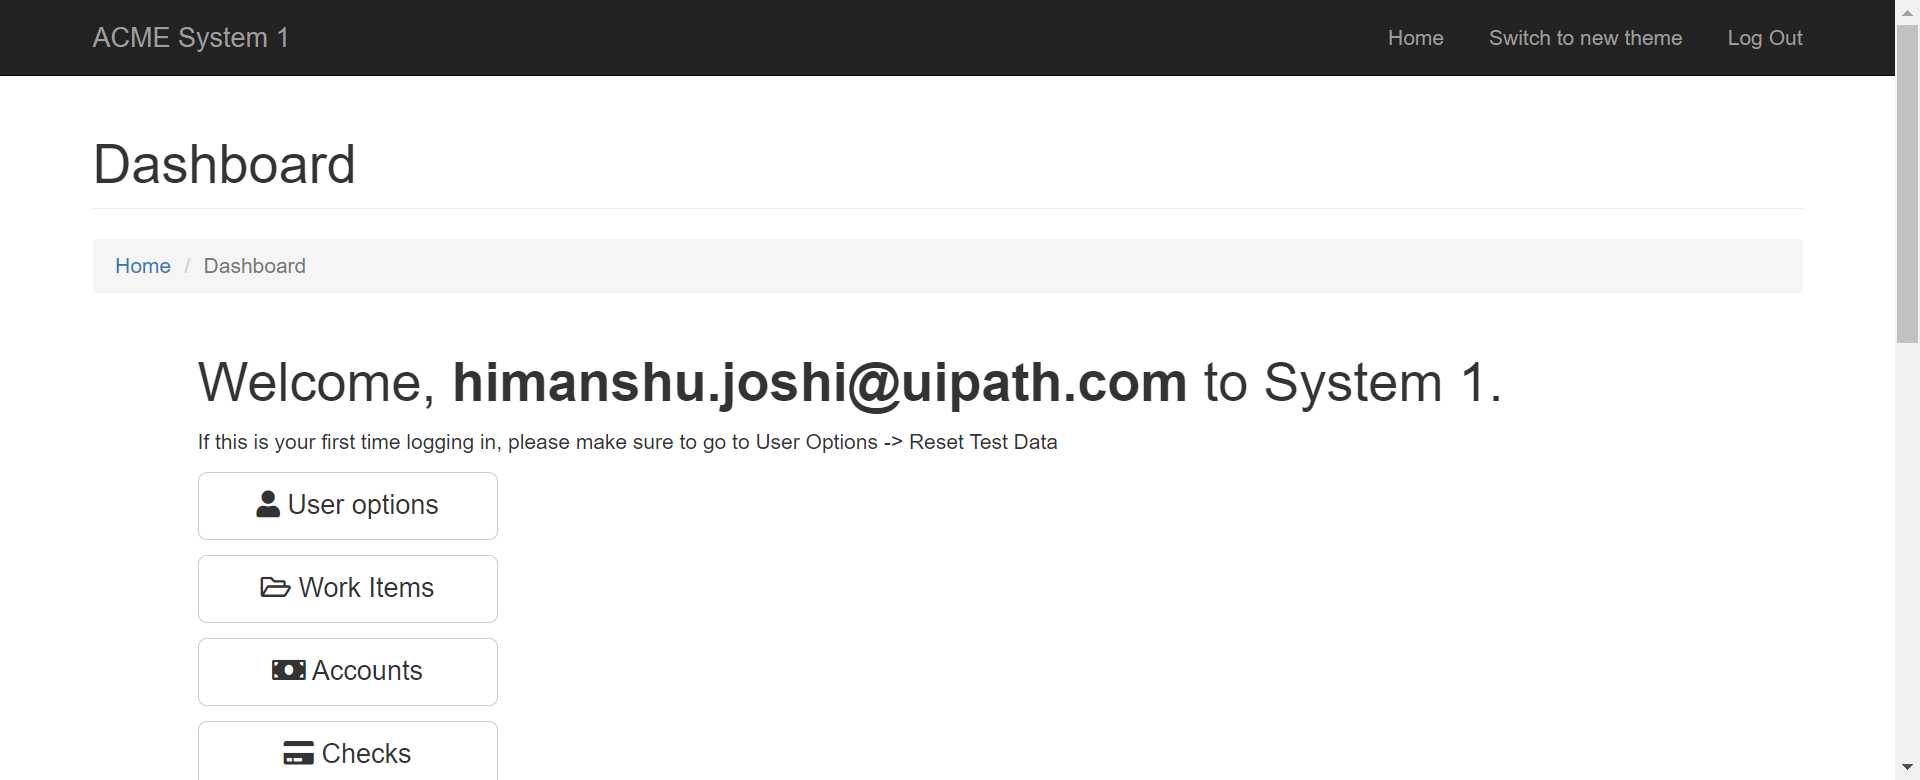 ACME System 1
Home
Switch to new theme
Log Out
Dashboard
Home / Dashboard
Welcome, himanshu.joshi@uipath.com to System 1.
If this is your first time logging in, please make sure to go to User Options -> Reset Test Data
User options
Work Items
Accounts
Checks